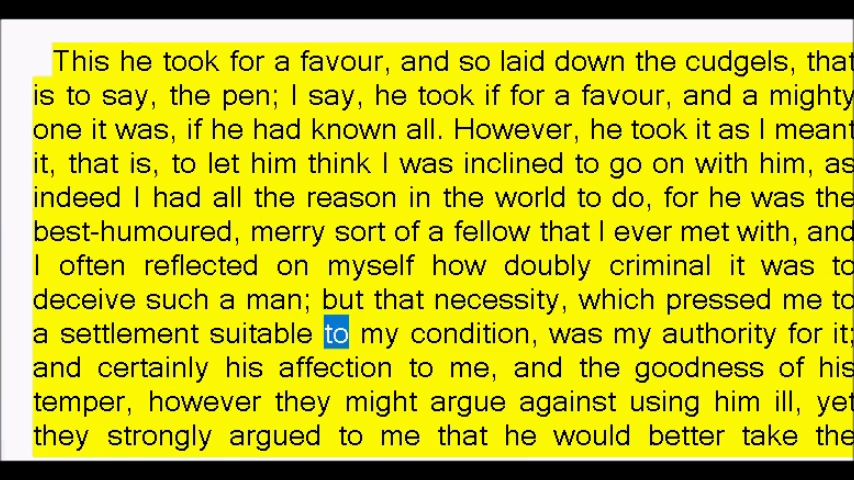 This he took for a favour, and so laid down the cudgels, that
is to say, the pen; I say, he took if for a favour, and a mighty
one it was, if he had known all. However, he took it as I meant
it, that is, to let him think I was inclined to go on with him, as
indeed I had all the reason in the world to do, for he was the
best-humoured, merry sort of a fellow that I ever met with, and
I often reflected on myself how doubly criminal it was to
deceive such a man; but that necessity, which pressed me to
a settlement suitable to my condition, was my authority for it;
and certainly his affection to me, and the goodness of his
temper, however they might argue against using him ill, yet
they strongly argued to me that he would better take the